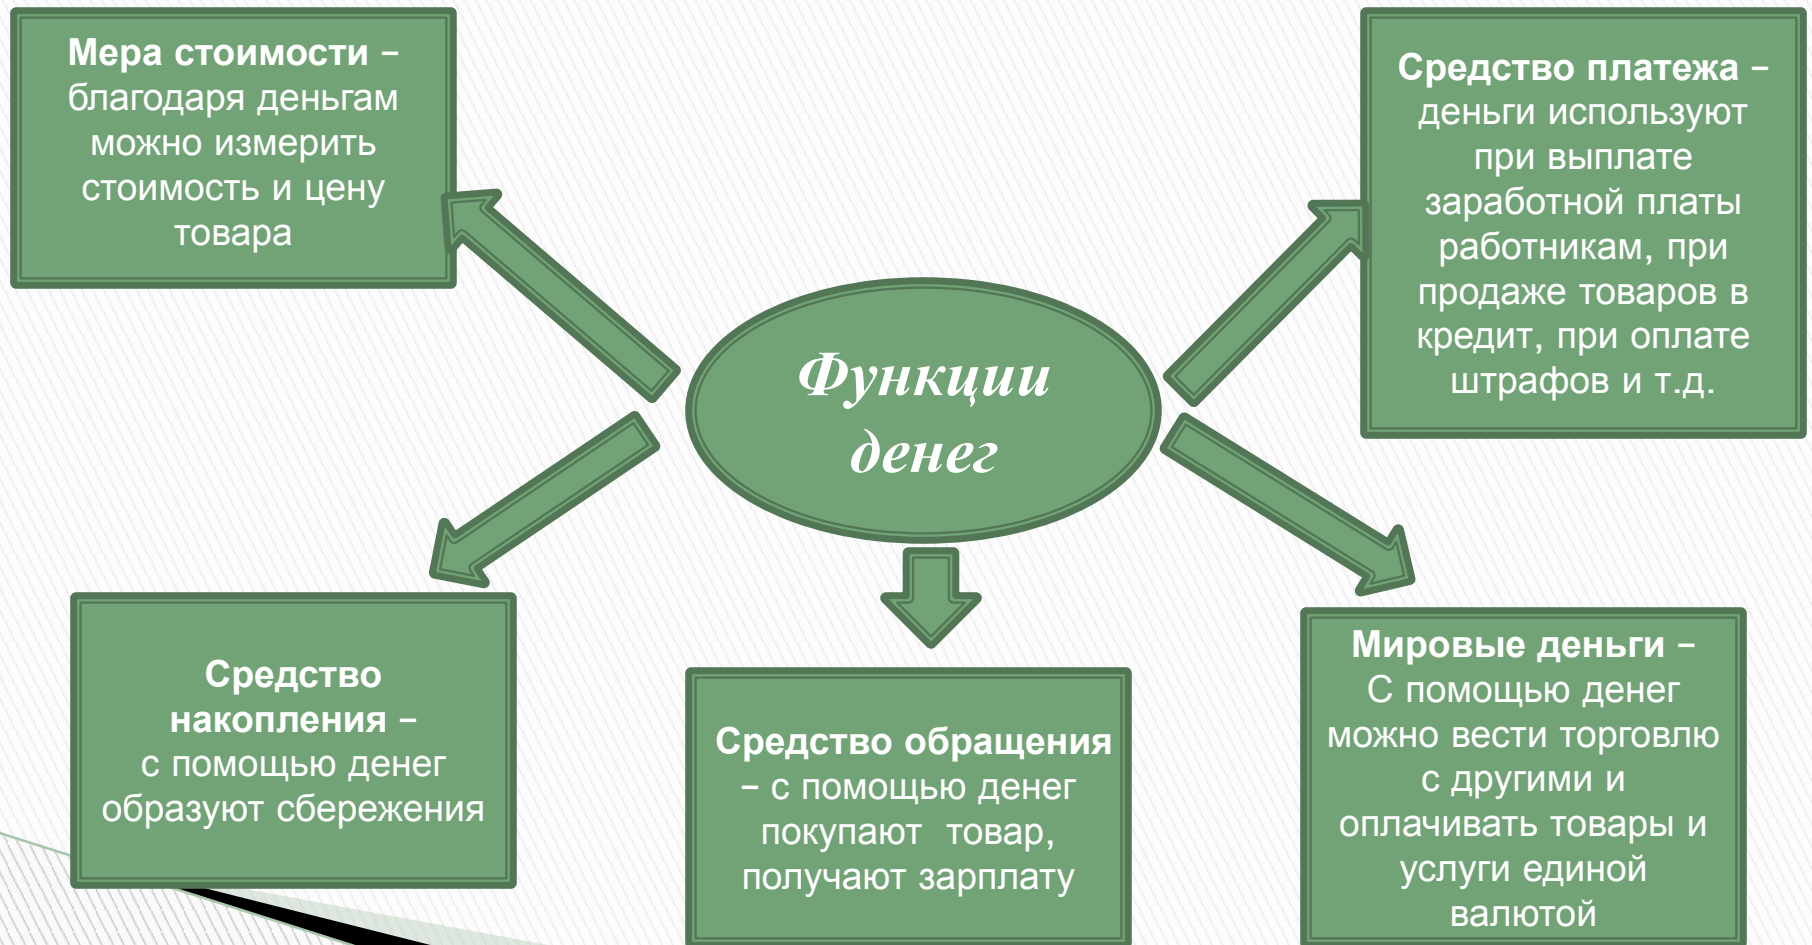 Мера стоимости –
благодаря деньгам
можно измерить
стоимость и цену
товара
Средство платежа –
деньги используют
при выплате
заработной платы
работникам, при
продаже товаров в
кредит, при оплате
штрафов и т.д.
Функции
денег
Средство
накопления –
с помощью денег
образуют сбережения
Средство обращения
– с помощью денег
покупают товар,
получают зарплату
Мировые деньги –
С помощью денег
можно вести торговлю
с другими и
оплачивать товары и
услуги единой
валютой